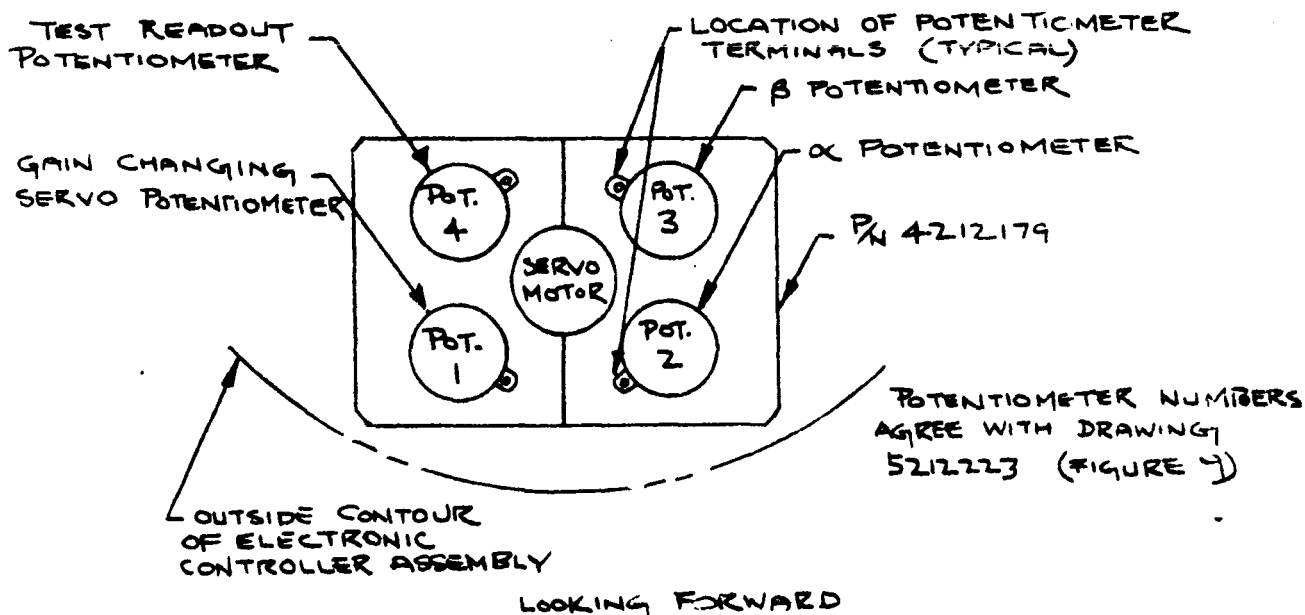 TEST READOUT
POTENTIOMETER
LOCATION OF POTENTICMETER
TERMINALS (TYPICAL)
β POTENTIOMETER
GAIN CHANGING
SERVO POTENTIOMETER
α POTENTIOMETER
POT.
4
POT.
3
P/N 4212179
SERVO
MOTOR
POT.
1
POT.
2
POTENTIOMETER NUMBERS
AGREE WITH DRAWING
5212223 (FIGURE 4)
OUTSIDE CONTOUR
OF ELECTRONIC
CONTROLLER ASSEMBLY
LOOKING FORWARD